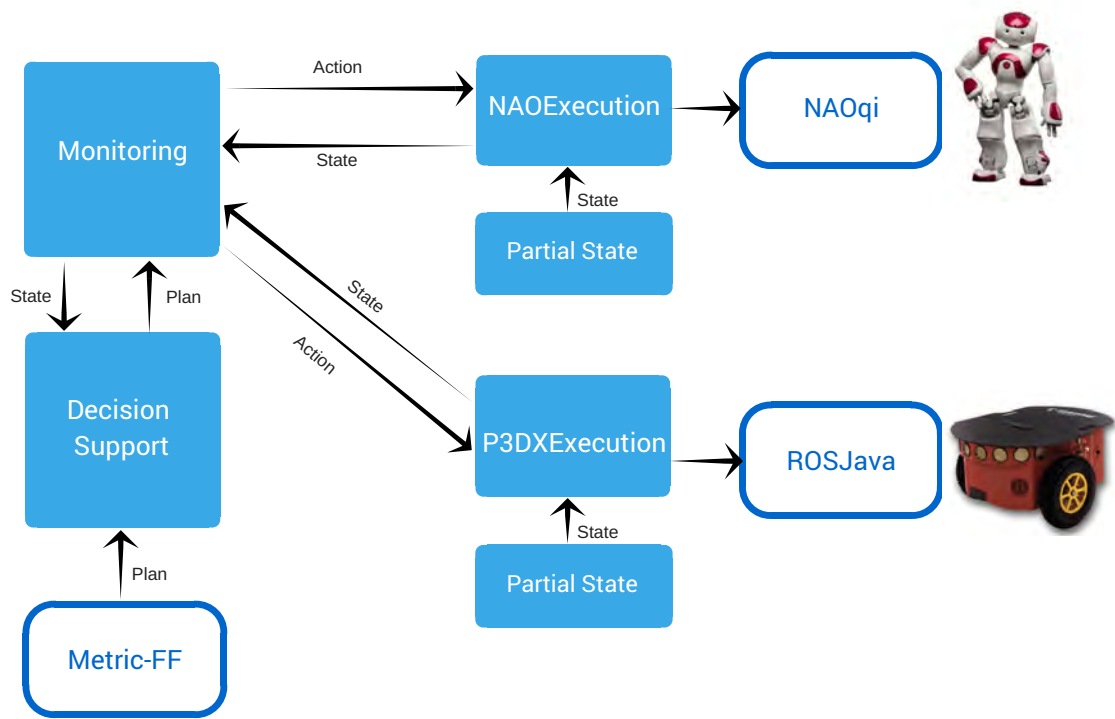 Action
NAOExecution
NAOqi
Monitoring
State
State
Partial State
State
Plan
State
Action
Decision
Support
P3DXExecution
ROSJava
State
Partial State
Plan
Metric-FF